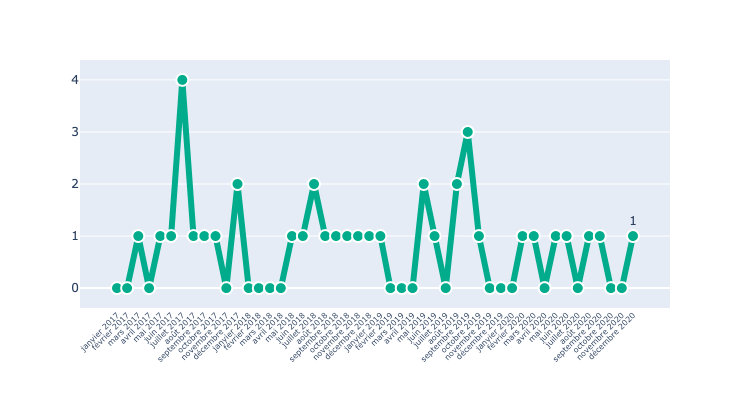 4
3
2
1
0
1
janvier 2017
février 2017
mars 2017
avril 2017
mai 2017
juin 2017
juillet 2017
août 2017
septembre 2017
octobre 2017
novembre 2017
décembre 2017
janvier 2018
février 2018
mars 2018
avril 2018
mai 2018
juin 2018
juillet 2018
août 2018
septembre 2018
octobre 2018
novembre 2018
décembre 2018
janvier 2019
février 2019
mars 2019
avril 2019
mai 2019
juin 2019
juillet 2019
août 2019
septembre 2019
octobre 2019
novembre 2019
décembre 2019
janvier 2020
février 2020
mars 2020
avril 2020
mai 2020
juin 2020
juillet 2020
août 2020
septembre 2020
octobre 2020
novembre 2020
décembre 2020